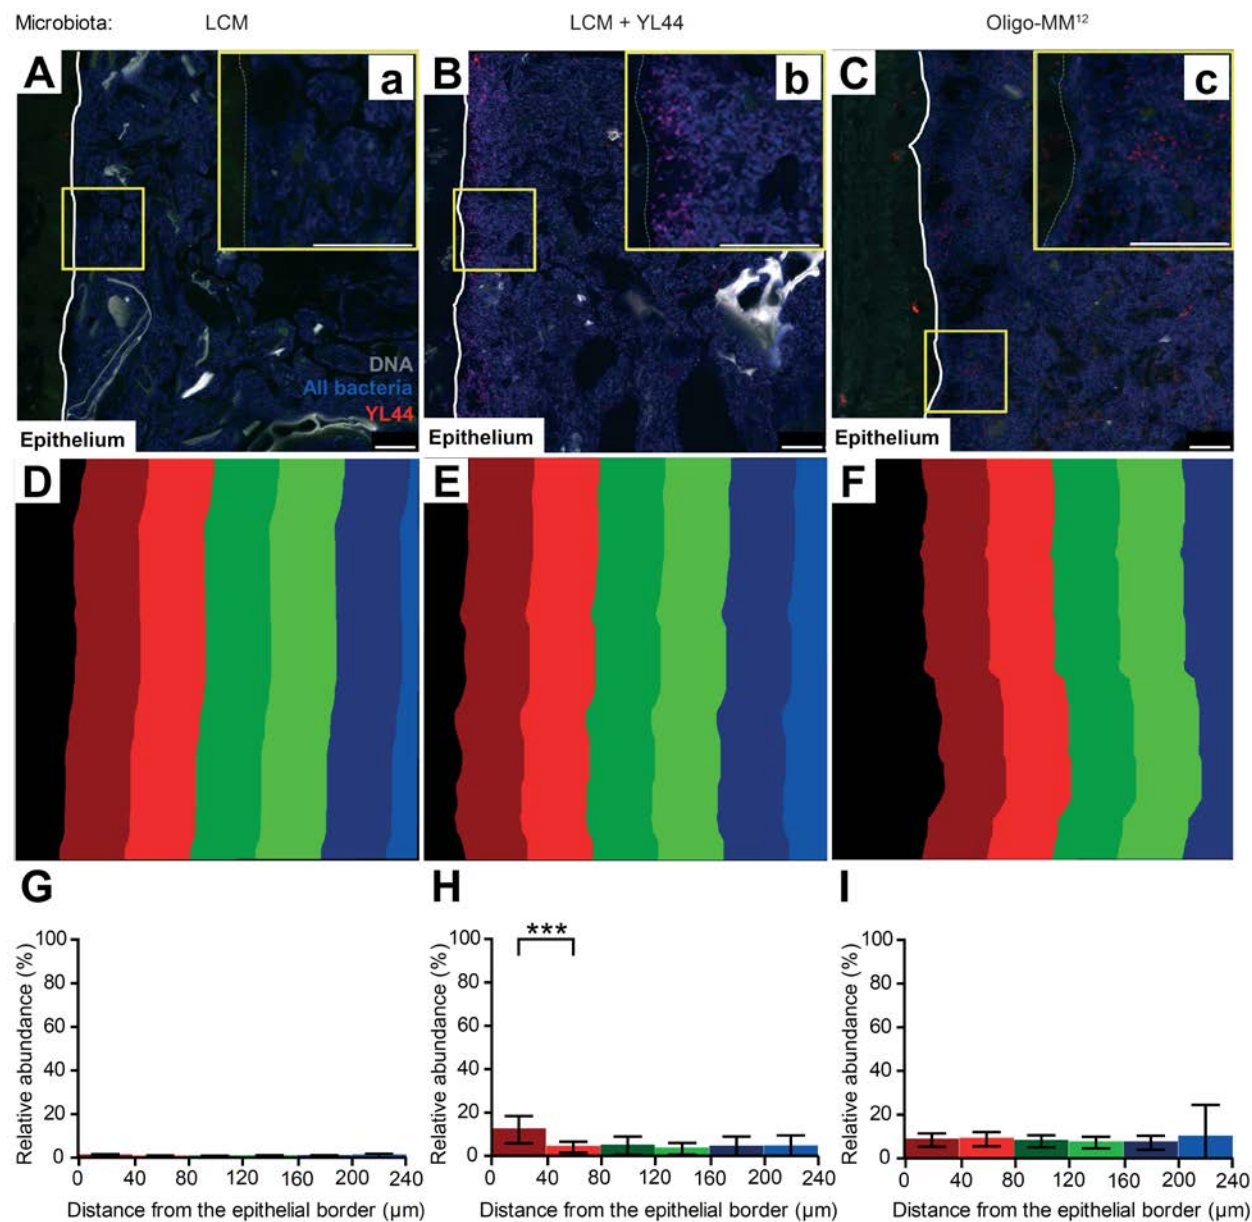 Microbiota: LCM LCM + YL44 Oligo-MM¹²
A a B b C c
DNA
All bacteria
YL44
Epithelium Epithelium Epithelium
D E F
G H I
***
100 100 100
80 80 80
60 60 60
40 40 40
20 20 20
0 0 0
0 40 80 120 160 200 240 0 40 80 120 160 200 240 0 40 80 120 160 200 240
Relative abundance (%) Relative abundance (%) Relative abundance (%)
Distance from the epithelial border (µm) Distance from the epithelial border (µm) Distance from the epithelial border (µm)